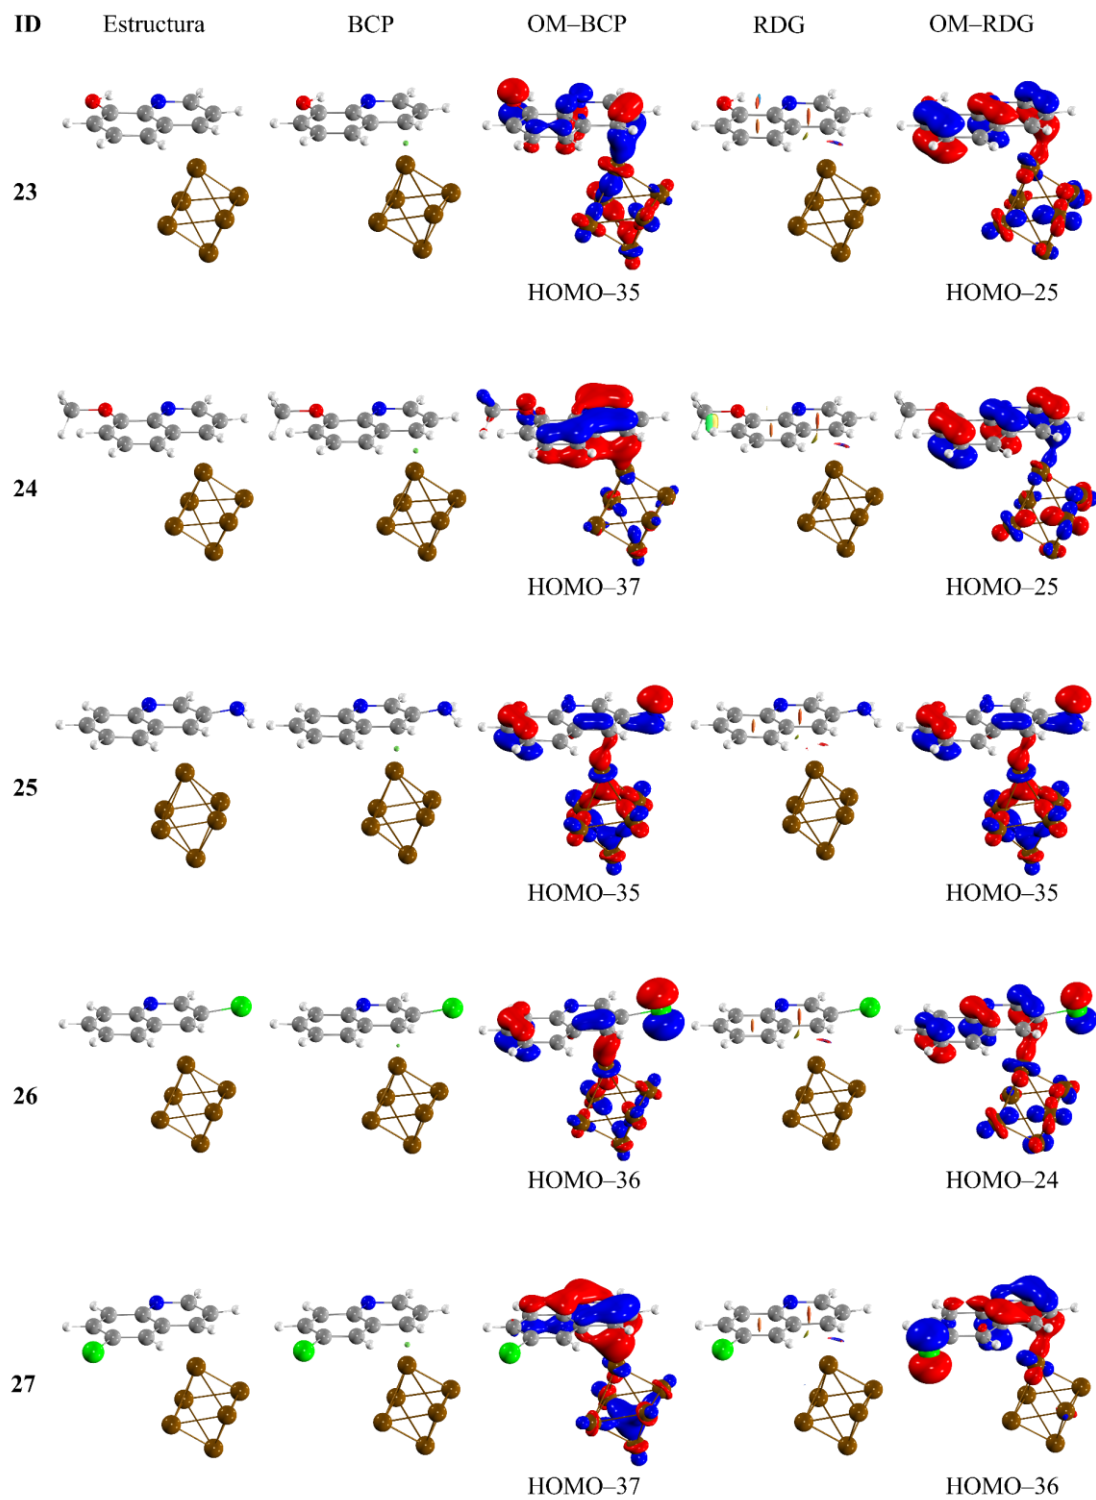 ID Estructura BCP OM–BCP RDG OM–RDG
23
HOMO–35 HOMO–25
24
HOMO–37 HOMO–25
25
HOMO–35 HOMO–35
26
HOMO–36 HOMO–24
27
HOMO–37 HOMO–36